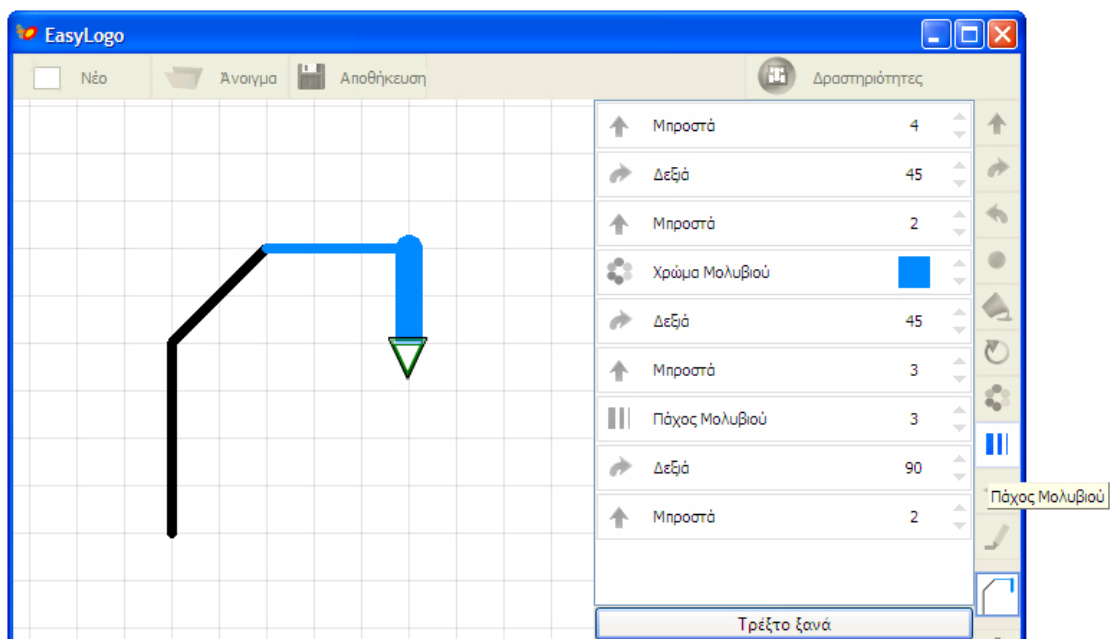 EasyLogo
Νέο Άνοιγμα Αποθήκευση Δραστηριότητες
Μπροστά 4
Δεξιά 45
Μπροστά 2
Χρώμα Μολυβιού
Δεξιά 45
Μπροστά 3
Πάχος Μολυβιού 3
Δεξιά 90
Πάχος Μολυβιού
Μπροστά 2
Τρέξτο ξανά